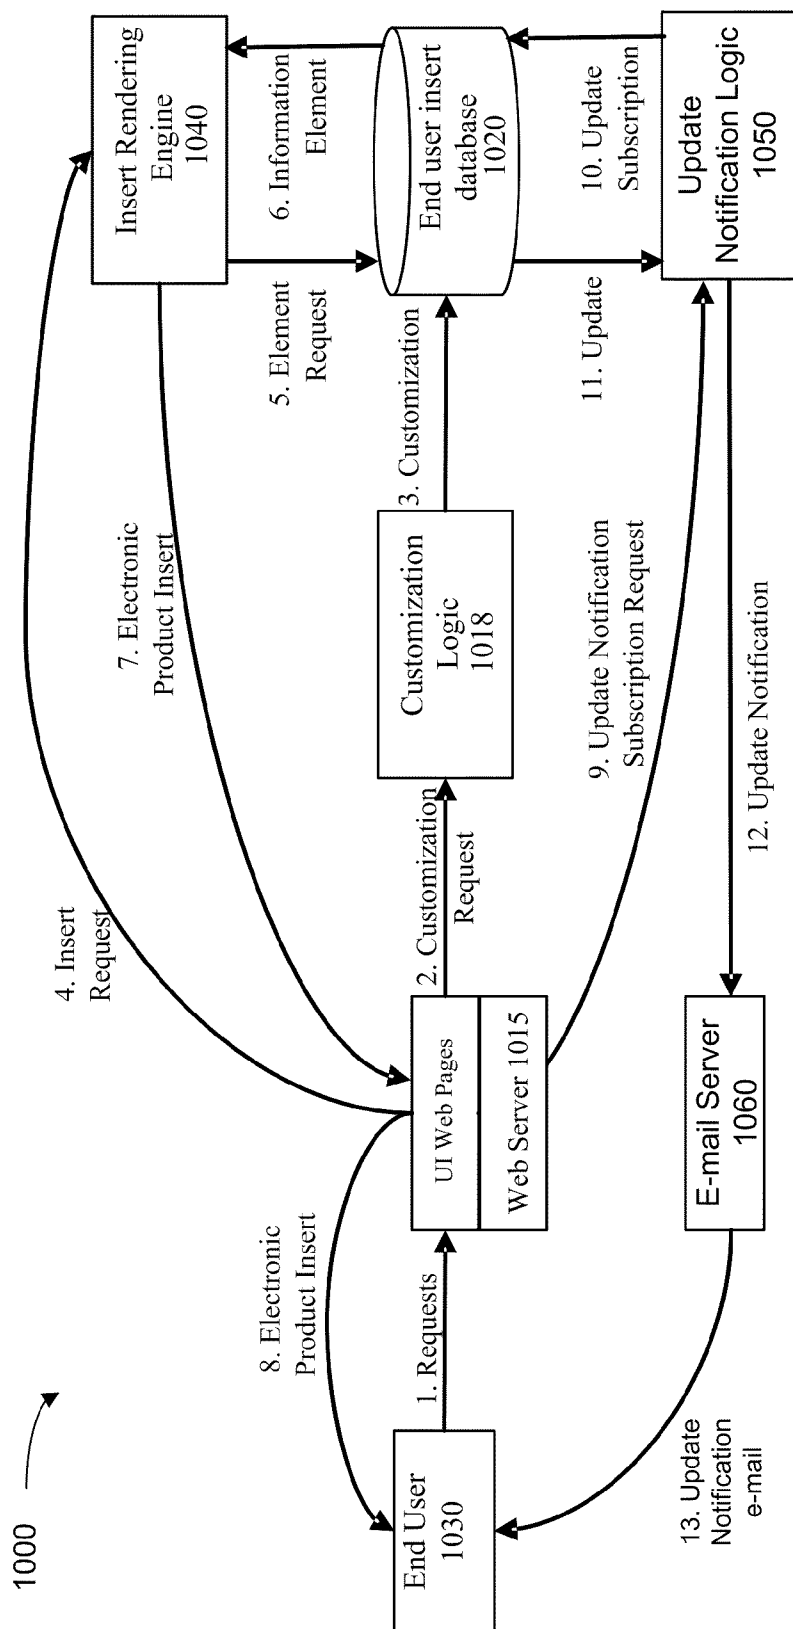 1000
4. Insert
Request
Insert Rendering
Engine
1040
7. Electronic
Product Insert
5. Element
Request
6. Information
Element
8. Electronic
Product Insert
End User
1030
1. Requests
UI Web Pages
Web Server 1015
2. Customization
Request
Customization
Logic
1018
3. Customization
End user insert
database
1020
9. Update Notification
Subscription Request
11. Update
10. Update
Subscription
Update
Notification Logic
1050
12. Update Notification
E-mail Server
1060
13. Update
Notification
e-mail